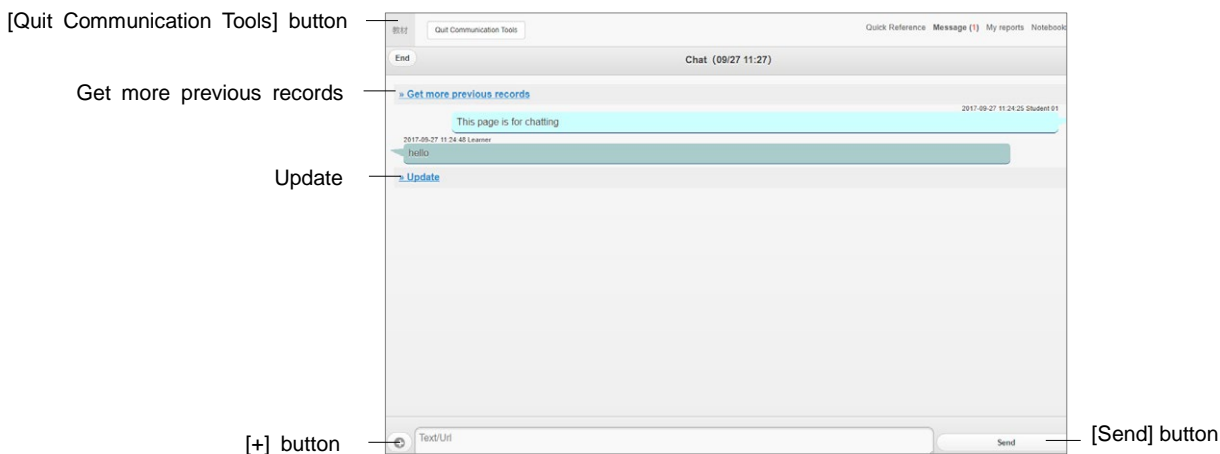 [Quit Communication Tools] button
教材
Quit Communication Tools
Quick Reference Message (1) My reports Notebook
End
Chat (09/27 11:27)
Get more previous records
» Get more previous records
2017-09-27 11:24:25 Student 01
This page is for chatting
2017-09-27 11:24:48 Learner
hello
Update
» Update
[+] button
Text/Url
Send
[Send] button